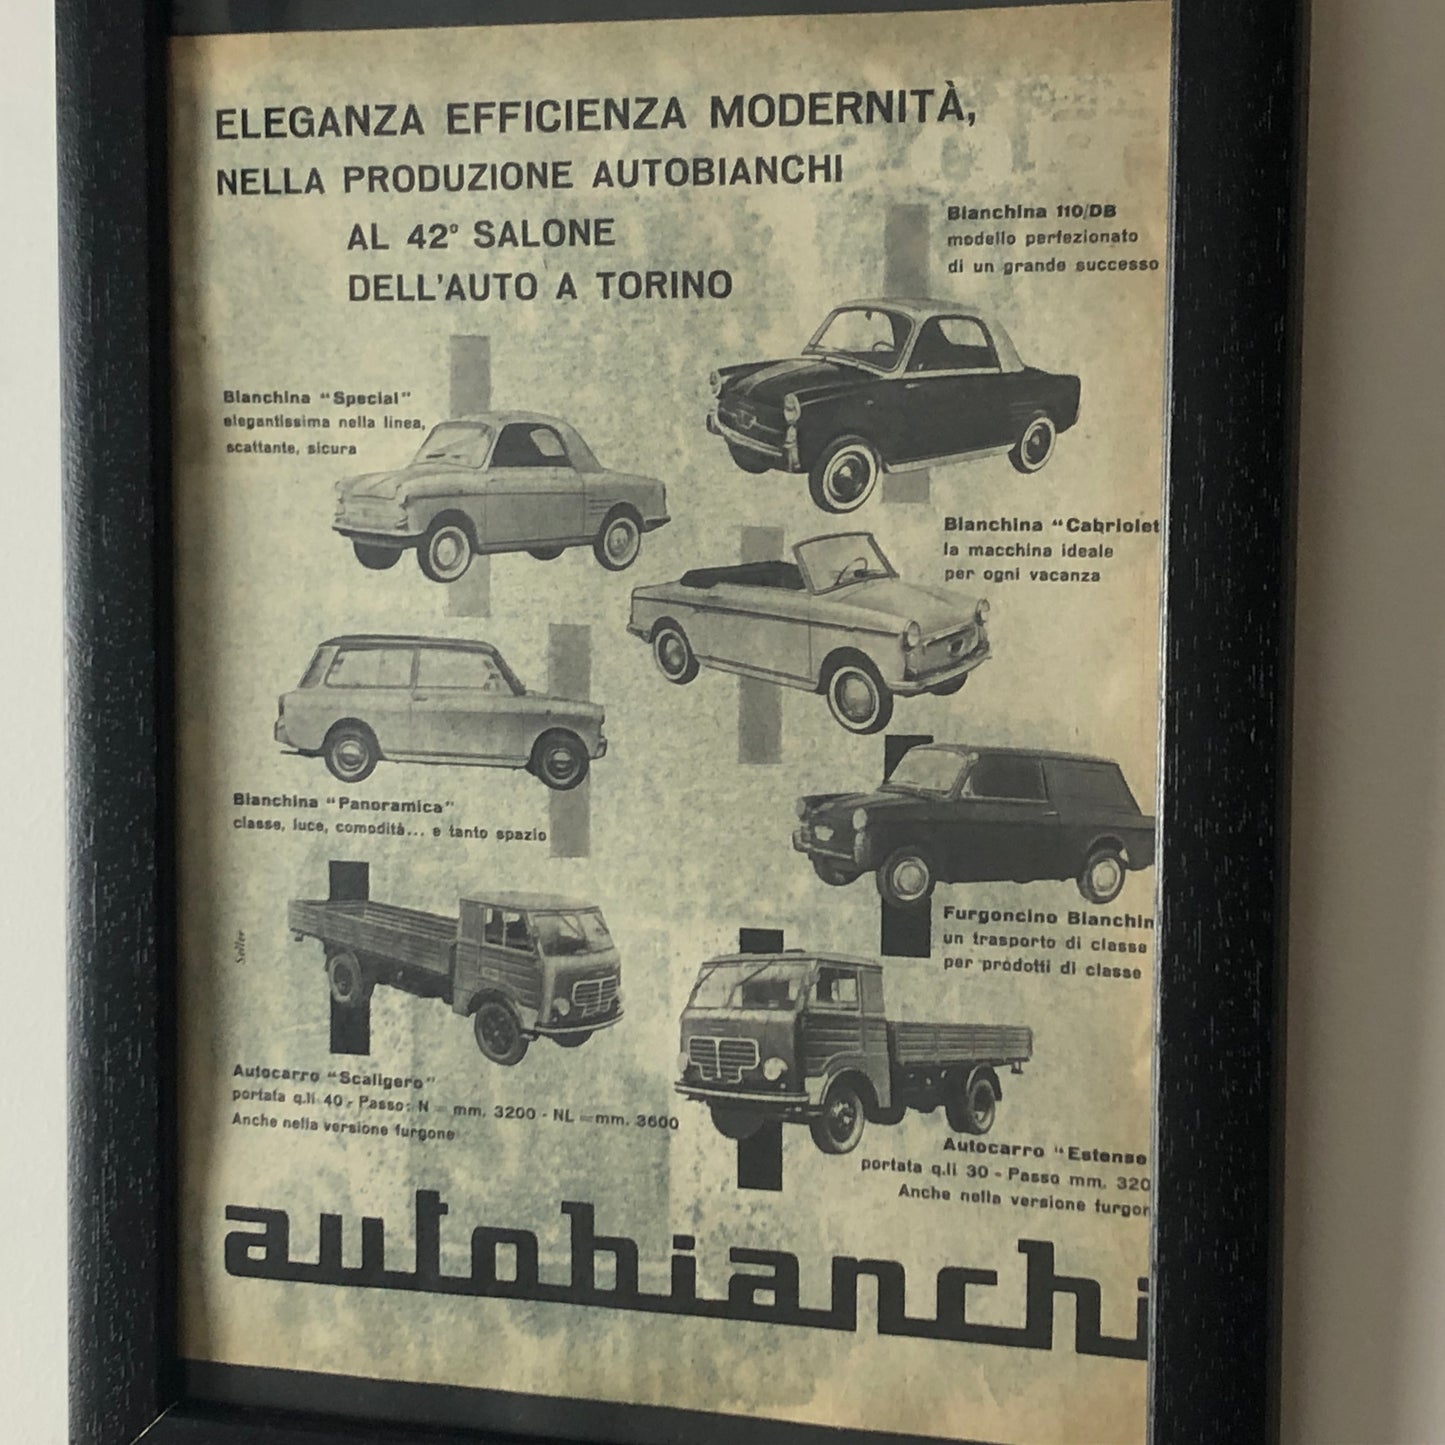 ELEGANZA EFFICIENZA MODERNITÀ,
NELLA PRODUZIONE AUTOBIANCHI
AL 42º SALONE
DELL'AUTO A TORINO
Bianchina 110/DB
modello perfezionato
di un grande successo
Bianchina "Special"
elegantissima nella linea,
scattante, sicura
Bianchina "Cabriolet
la macchina ideale
per ogni vacanza
Bianchina "Panoramica"
classe, luce, comodità... e tanto spazio
Furgoncino Bianchin
un trasporto di classe
per prodotti di classe
Autocarro "Scaligero"
portata q.li 40 - Passo: N = mm. 3200 - NL = mm. 3600
Anche nella versione furgone
Autocarro "Estense
portata q.li 30 - Passo mm. 320
Anche nella versione furgon
autobianchi